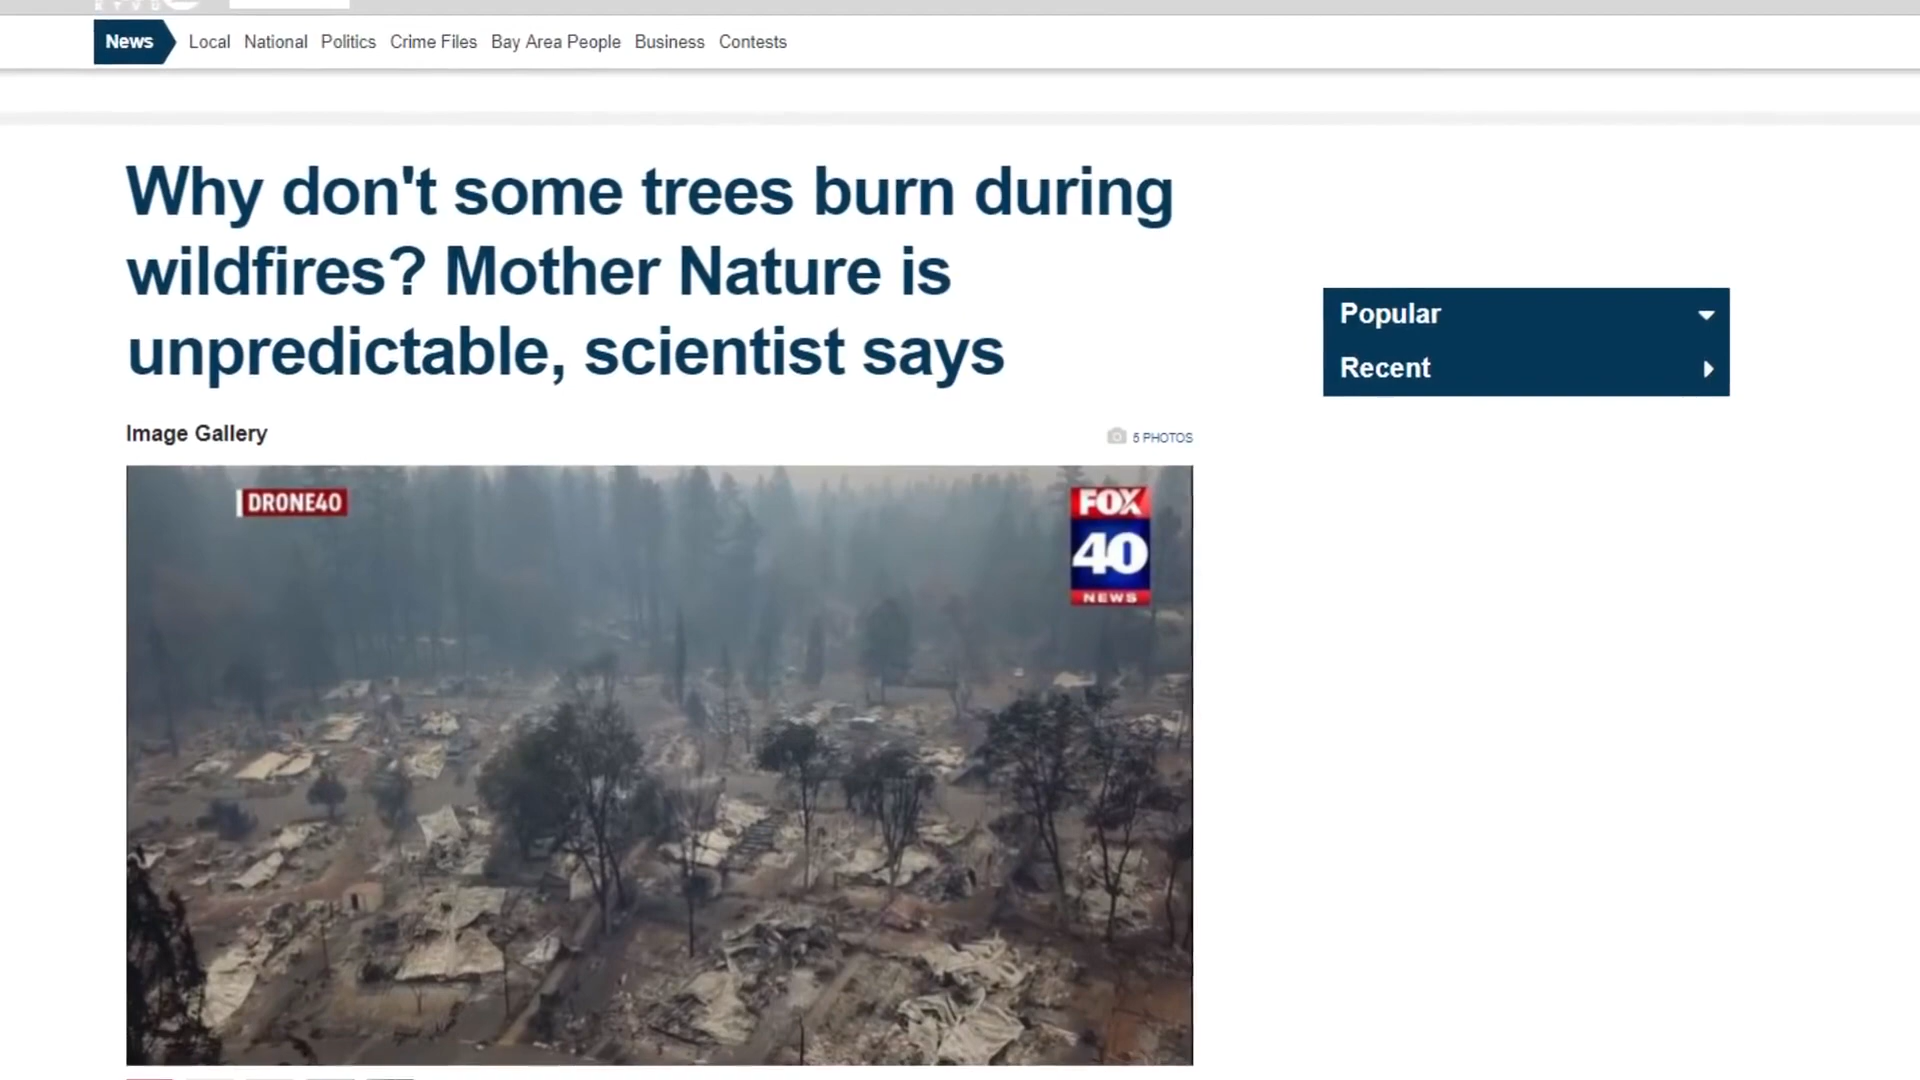 News Local National Politics Crime Files Bay Area People Business Contests
Why don't some trees burn during
wildfires? Mother Nature is
unpredictable, scientist says
Popular
Recent
Image Gallery
5 PHOTOS
DRONE40
FOX
40
NEWS